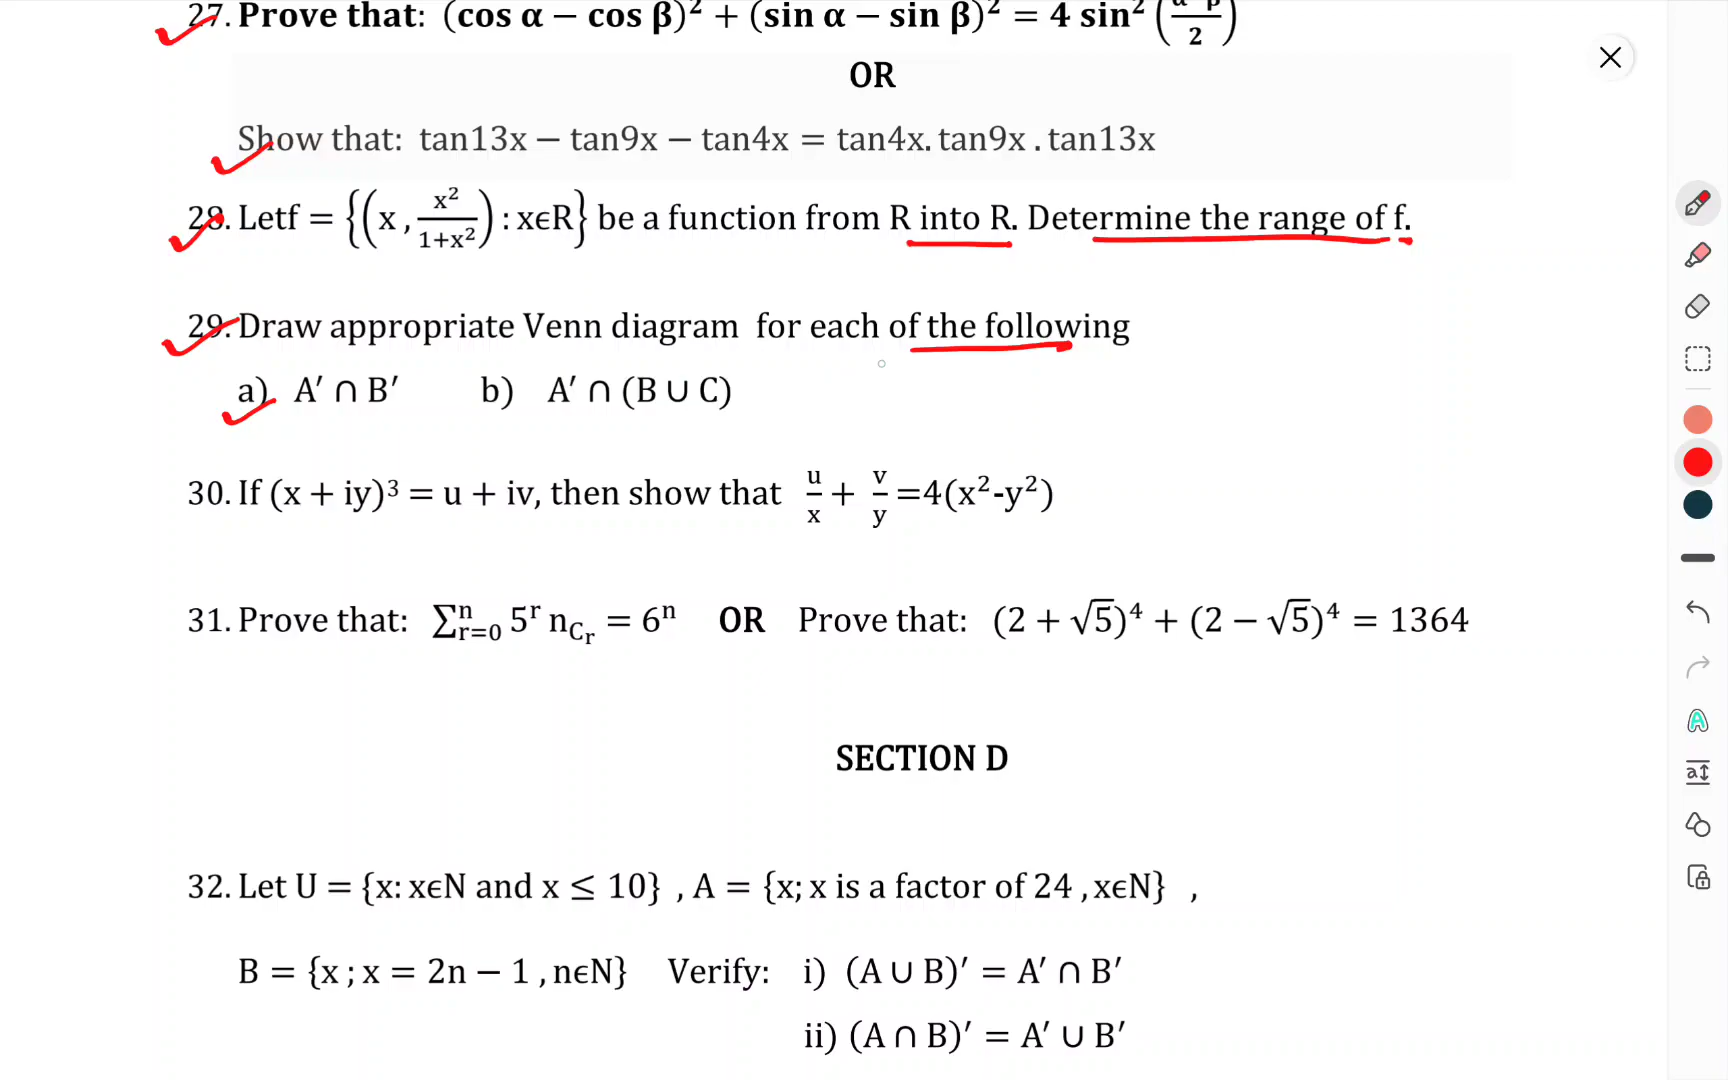 27. Prove that: (cos α − cos β)² + (sin α − sin β)² = 4 sin² (α−β/2)
OR
Show that: tan13x − tan9x − tan4x = tan4x. tan9x . tan13x
28. Letf = {(x , x²/1+x²) : xϵR} be a function from R into R. Determine the range of f.
29. Draw appropriate Venn diagram for each of the following
a). A′ ∩ B′ b) A′ ∩ (B ∪ C)
30. If (x + iy)³ = u + iv, then show that u/x + v/y =4(x²-y²)
31. Prove that: ∑ⁿᵣ₌₀ 5ʳ n_Cᵣ = 6ⁿ OR Prove that: (2 + √5)⁴ + (2 − √5)⁴ = 1364
SECTION D
32. Let U = {x: xϵN and x ≤ 10} , A = {x; x is a factor of 24 , xϵN} ,
B = {x ; x = 2n − 1 , nϵN} Verify: i) (A ∪ B)′ = A′ ∩ B′
ii) (A ∩ B)′ = A′ ∪ B′